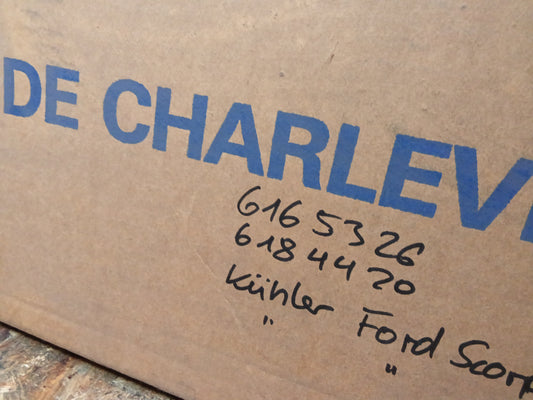 DE CHARLEV
6165326
6184420
Kühler Ford Scorp
" "